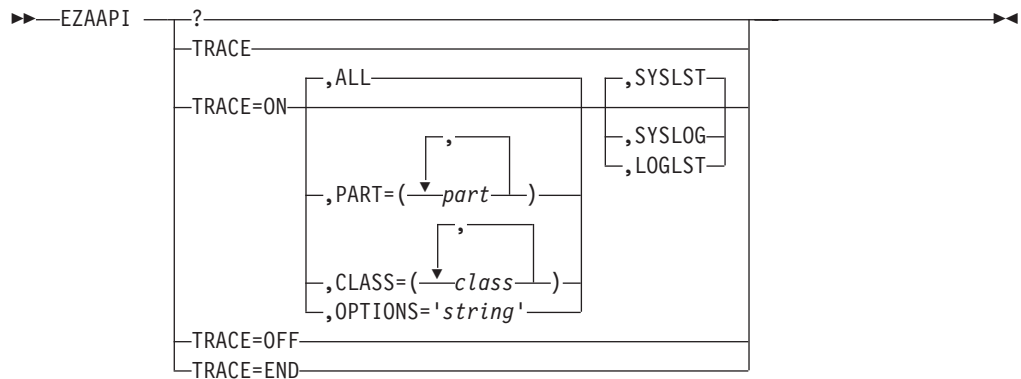 EZAAPI ?
TRACE
,ALL ,SYSLST
TRACE=ON
,SYSLOG
, ,LOGLST
,PART=( part )
,
,CLASS=( class )
,OPTIONS='string'
TRACE=OFF
TRACE=END